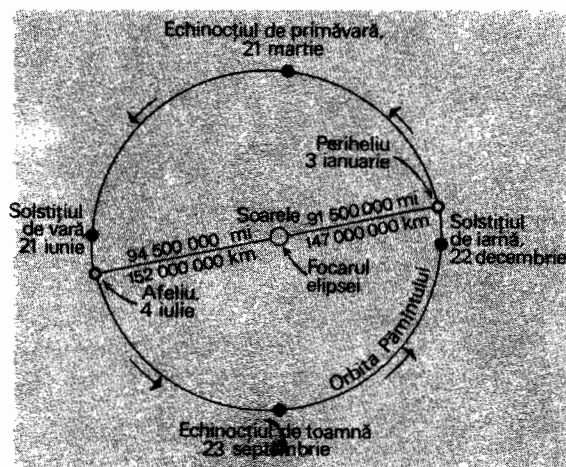 Echinocțiul de primăvară,
21 martie
Periheliu
3 ianuarie
Solstițiul
de vară
21 iunie
Soarele
91 500 000 mi
147 000 000 km
94 500 000 mi
152 000 000 km
Solstițiul
de iarnă,
22 decembrie
Afeliu,
4 iulie
Focarul
elipsei
Orbita Pămîntului
Echinocțiul de toamnă
23 septembrie